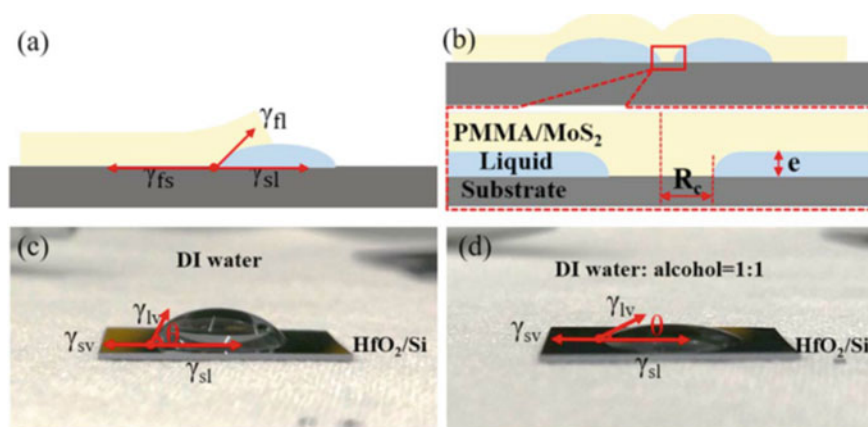 (a)
γfl
γfs
γsl
(b)
PMMA/MoS₂
Liquid
Substrate
Rc
e
(c)
DI water
γlv
θ
γsv
γsl
HfO₂/Si
(d)
DI water: alcohol=1:1
γlv
θ
γsv
γsl
HfO₂/Si